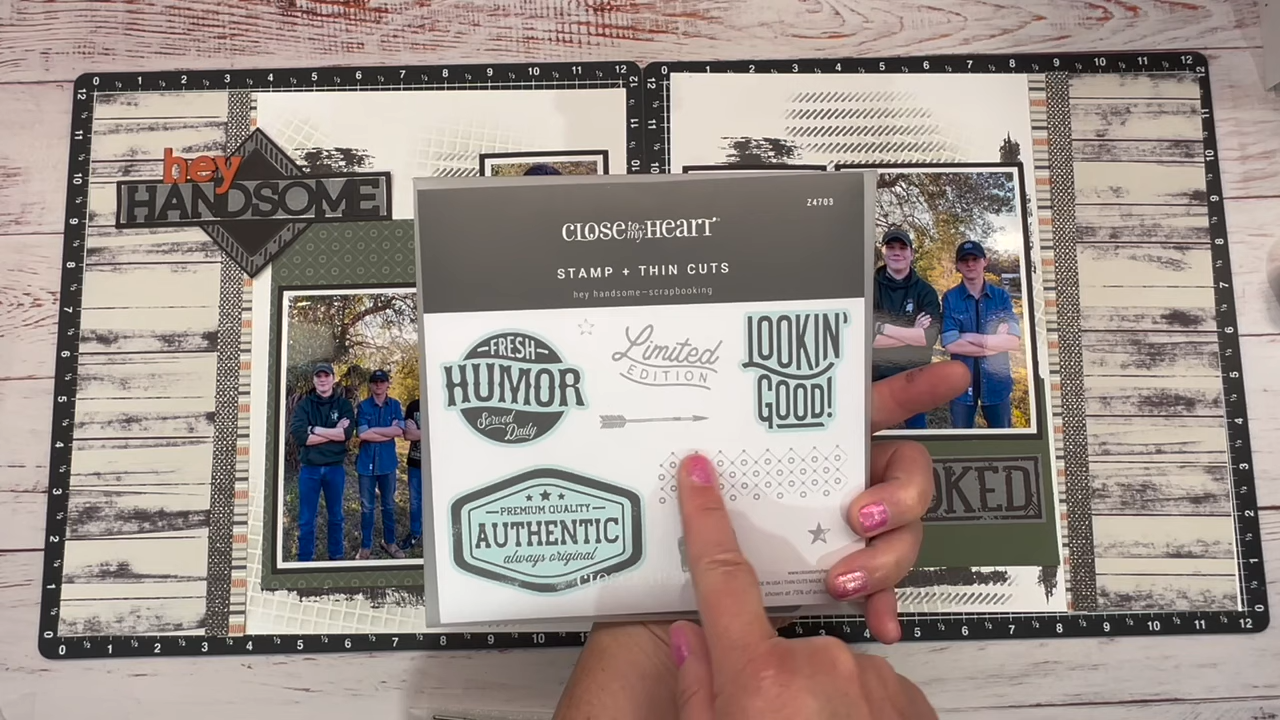 hey
HANDSOME
Z4703
CLOSE to my HEART
STAMP + THIN CUTS
hey handsome—scrapbooking
FRESH
HUMOR
Served
Daily
Limited
EDITION
LOOKIN'
GOOD!
PREMIUM QUALITY
AUTHENTIC
always original
OKED